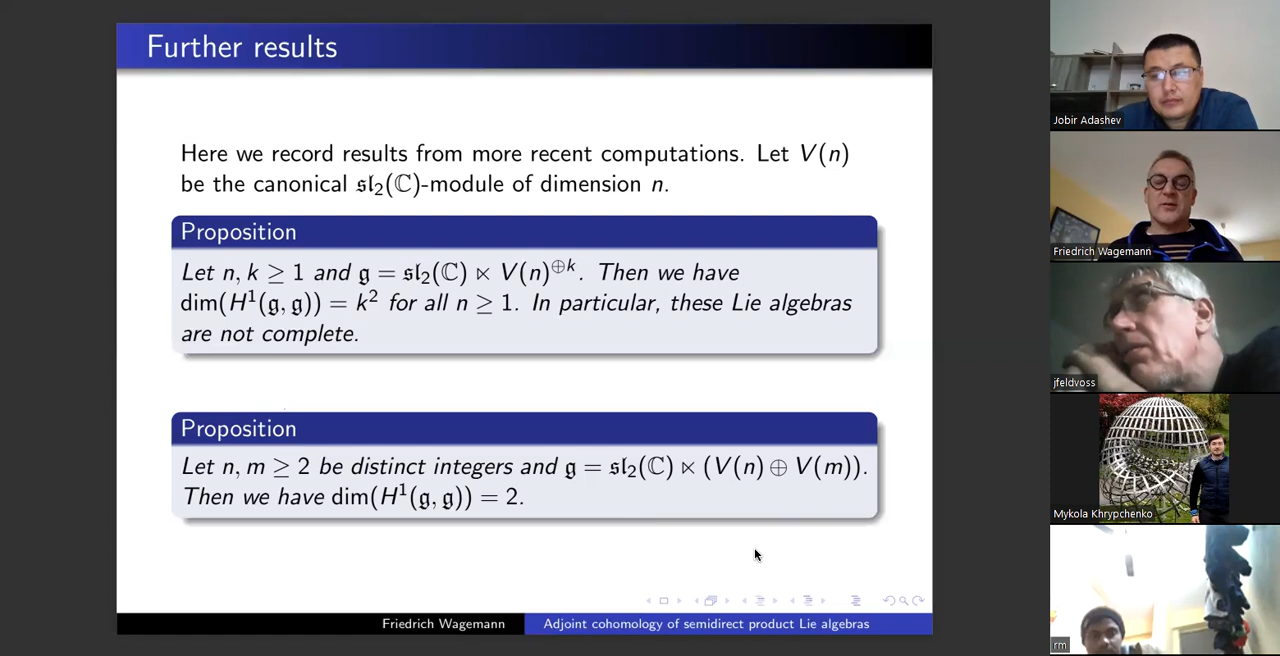 Further results
Here we record results from more recent computations. Let V(n)
be the canonical 𝔰𝔩₂(ℂ)-module of dimension n.
Proposition
Let n, k ≥ 1 and 𝔤 = 𝔰𝔩₂(ℂ) ⋉ V(n)^{⊕k}. Then we have
dim(H¹(𝔤, 𝔤)) = k² for all n ≥ 1. In particular, these Lie algebras
are not complete.
Proposition
Let n, m ≥ 2 be distinct integers and 𝔤 = 𝔰𝔩₂(ℂ) ⋉ (V(n) ⊕ V(m)).
Then we have dim(H¹(𝔤, 𝔤)) = 2.
Friedrich Wagemann
Adjoint cohomology of semidirect product Lie algebras
Jobir Adashev
Friedrich Wagemann
jfeldvoss
Mykola Khrypchenko
rm